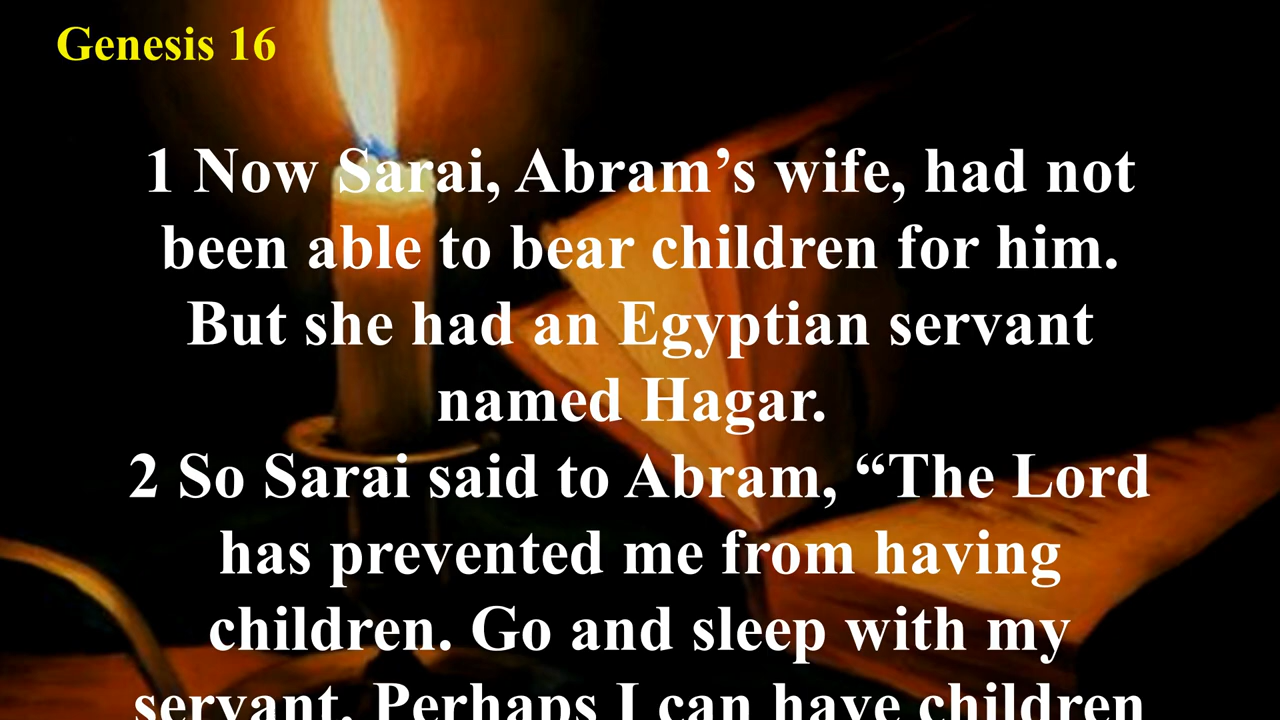 Genesis 16
1 Now Sarai, Abram’s wife, had not
been able to bear children for him.
But she had an Egyptian servant
named Hagar.
2 So Sarai said to Abram, “The Lord
has prevented me from having
children. Go and sleep with my
servant. Perhaps I can have children